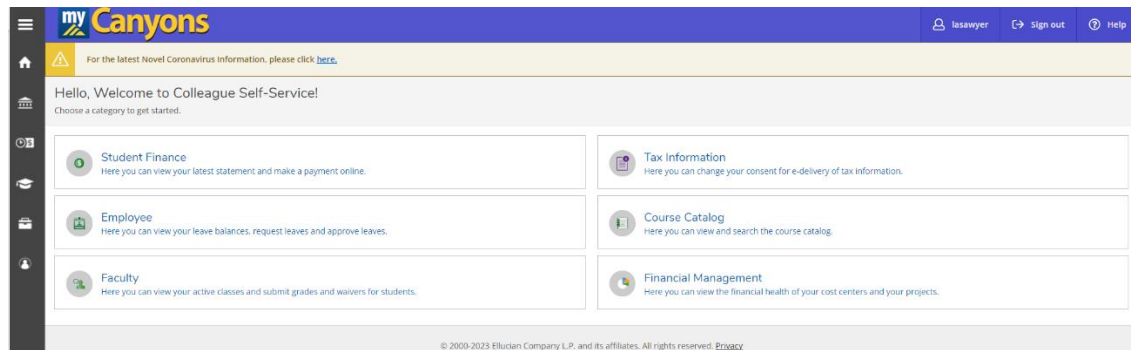 my Canyons
lasawyer
Sign out
Help
For the latest Novel Coronavirus Information, please click here.
Hello, Welcome to Colleague Self-Service!
Choose a category to get started.
Student Finance
Here you can view your latest statement and make a payment online.
Tax Information
Here you can change your consent for e-delivery of tax information.
Employee
Here you can view your leave balances, request leaves and approve leaves.
Course Catalog
Here you can view and search the course catalog.
Faculty
Here you can view your active classes and submit grades and waivers for students.
Financial Management
Here you can view the financial health of your cost centers and your projects.
© 2000-2023 Ellucian Company L.P. and its affiliates. All rights reserved. Privacy